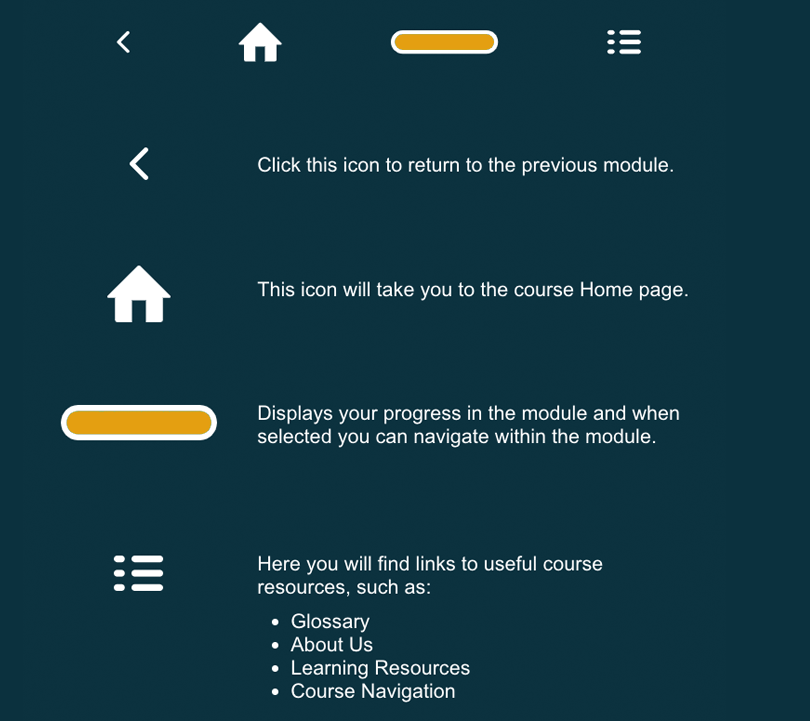 Click this icon to return to the previous module.
This icon will take you to the course Home page.
Displays your progress in the module and when
selected you can navigate within the module.
Here you will find links to useful course
resources, such as:
• Glossary
• About Us
• Learning Resources
• Course Navigation